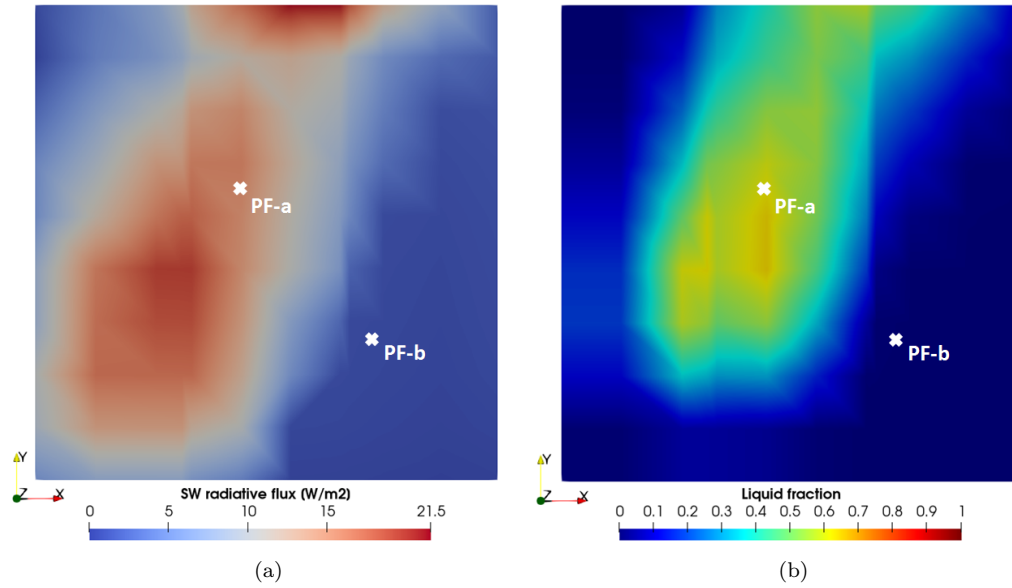 PF-a
PF-b
Y
Z X
SW radiative flux (W/m2)
0 5 10 15 21.5
(a)
PF-a
PF-b
Y
Z X
Liquid fraction
0 0.1 0.2 0.3 0.4 0.5 0.6 0.7 0.8 0.9 1
(b)